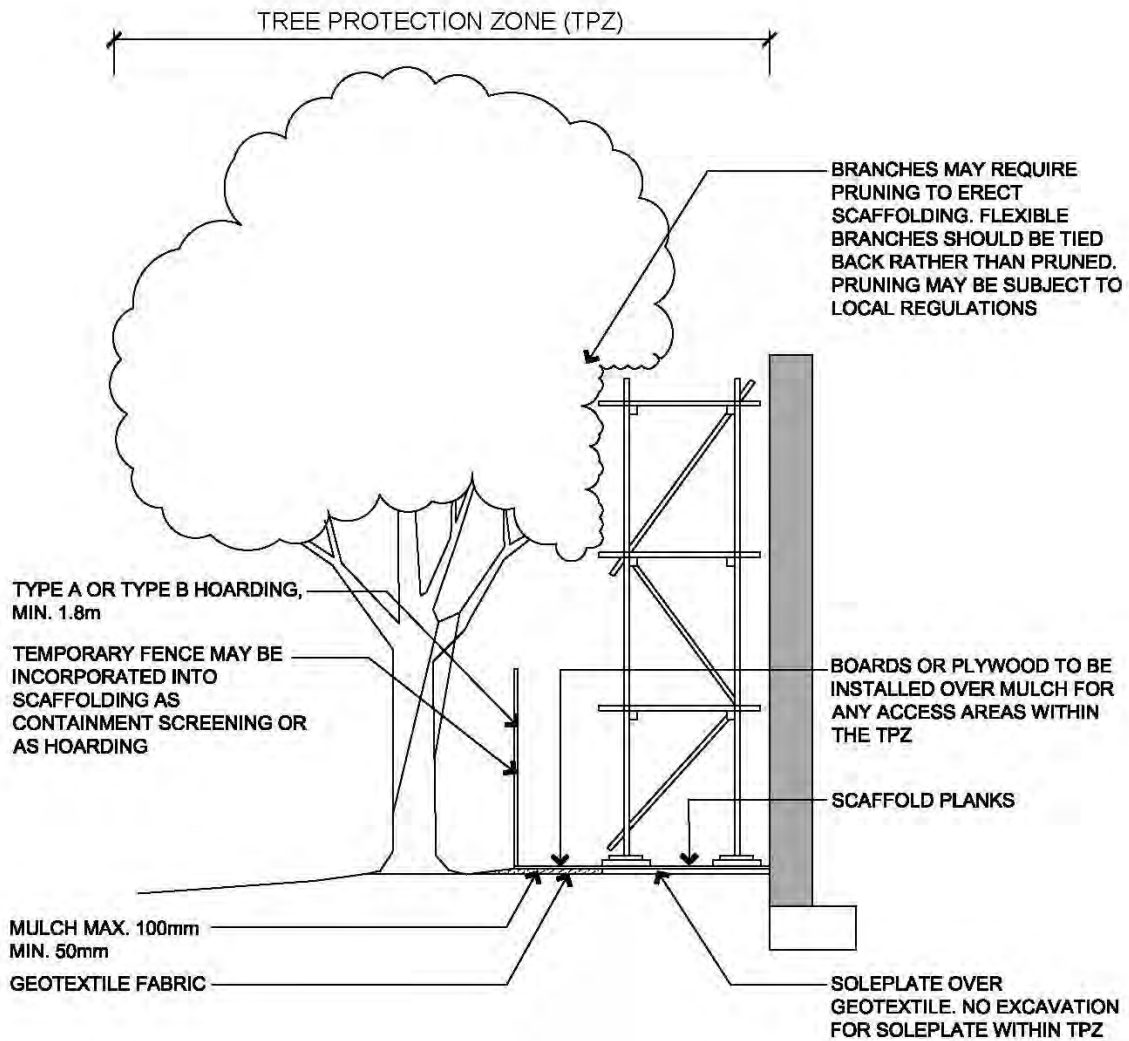 TREE PROTECTION ZONE (TPZ)
BRANCHES MAY REQUIRE
PRUNING TO ERECT
SCAFFOLDING. FLEXIBLE
BRANCHES SHOULD BE TIED
BACK RATHER THAN PRUNED.
PRUNING MAY BE SUBJECT TO
LOCAL REGULATIONS
TYPE A OR TYPE B HOARDING,
MIN. 1.8m
TEMPORARY FENCE MAY BE
INCORPORATED INTO
SCAFFOLDING AS
CONTAINMENT SCREENING OR
AS HOARDING
BOARDS OR PLYWOOD TO BE
INSTALLED OVER MULCH FOR
ANY ACCESS AREAS WITHIN
THE TPZ
SCAFFOLD PLANKS
MULCH MAX. 100mm
MIN. 50mm
GEOTEXTILE FABRIC
SOLEPLATE OVER
GEOTEXTILE. NO EXCAVATION
FOR SOLEPLATE WITHIN TPZ